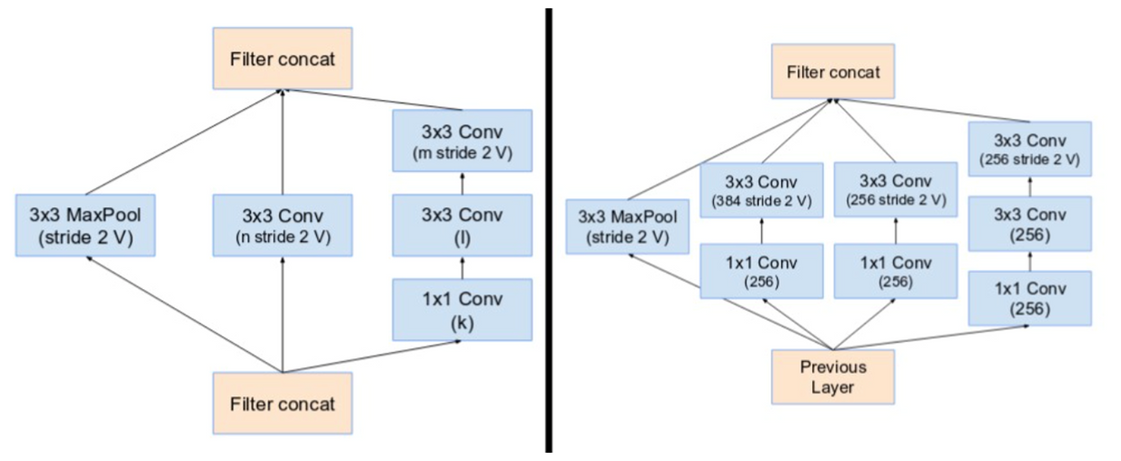 Filter concat
3x3 Conv
(m stride 2 V)
3x3 MaxPool
(stride 2 V)
3x3 Conv
(n stride 2 V)
3x3 Conv
(l)
1x1 Conv
(k)
Filter concat
Filter concat
3x3 Conv
(256 stride 2 V)
3x3 MaxPool
(stride 2 V)
3x3 Conv
(384 stride 2 V)
3x3 Conv
(256 stride 2 V)
3x3 Conv
(256)
1x1 Conv
(256)
1x1 Conv
(256)
1x1 Conv
(256)
Previous
Layer